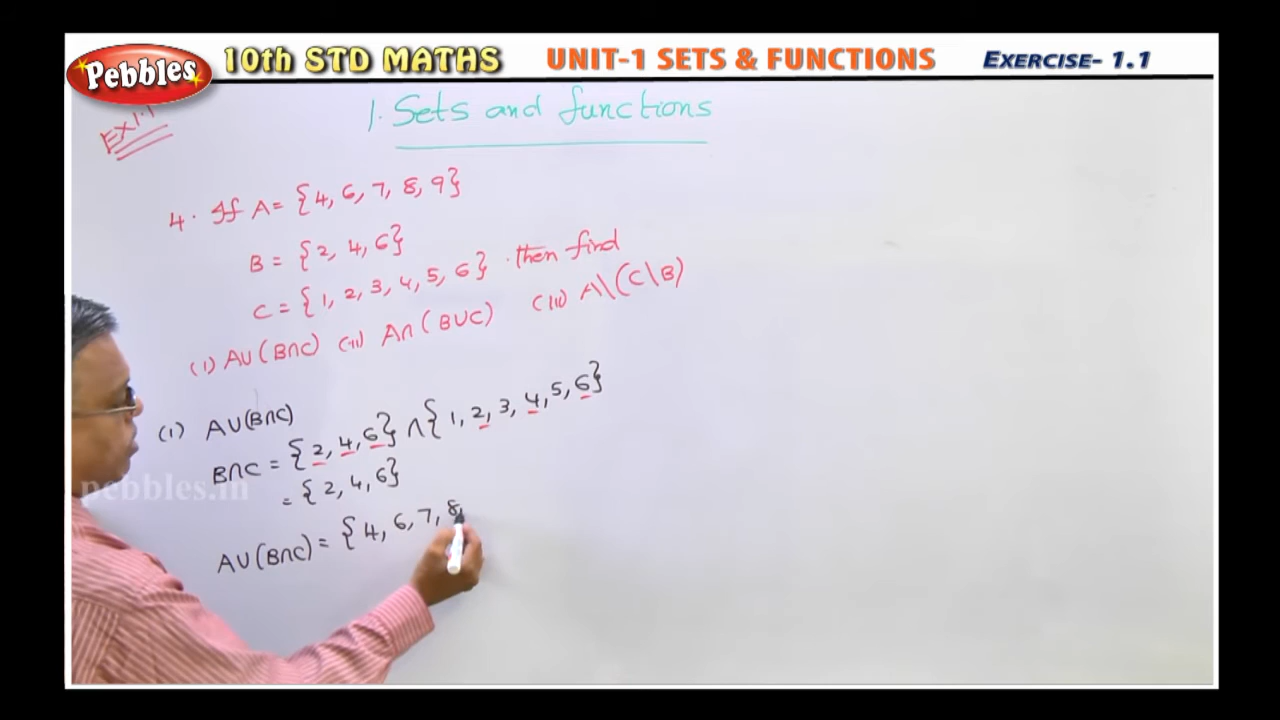 Pebbles
10th STD MATHS UNIT-1 SETS & FUNCTIONS EXERCISE- 1.1
EX 1.1
1. Sets and functions
4. If A = {4, 6, 7, 8, 9}
B = {2, 4, 6}
C = {1, 2, 3, 4, 5, 6} . then find
(i) A∪(B∩C) (ii) A∩(B∪C) (iii) A\(C\B)
(i) A∪(B∩C)
B∩C = {2, 4, 6} ∩ {1, 2, 3, 4, 5, 6}
= {2, 4, 6}
A∪(B∩C) = {4, 6, 7, 8,
pebbles.in